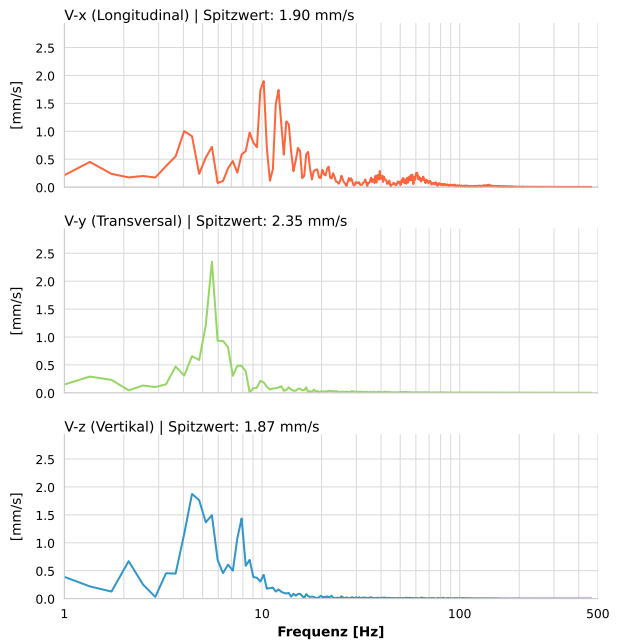 V-x (Longitudinal) | Spitzwert: 1.90 mm/s
[mm/s]
2.5
2.0
1.5
1.0
0.5
0.0
V-y (Transversal) | Spitzwert: 2.35 mm/s
[mm/s]
2.5
2.0
1.5
1.0
0.5
0.0
V-z (Vertikal) | Spitzwert: 1.87 mm/s
[mm/s]
2.5
2.0
1.5
1.0
0.5
0.0
1 10 100 500
Frequenz [Hz]